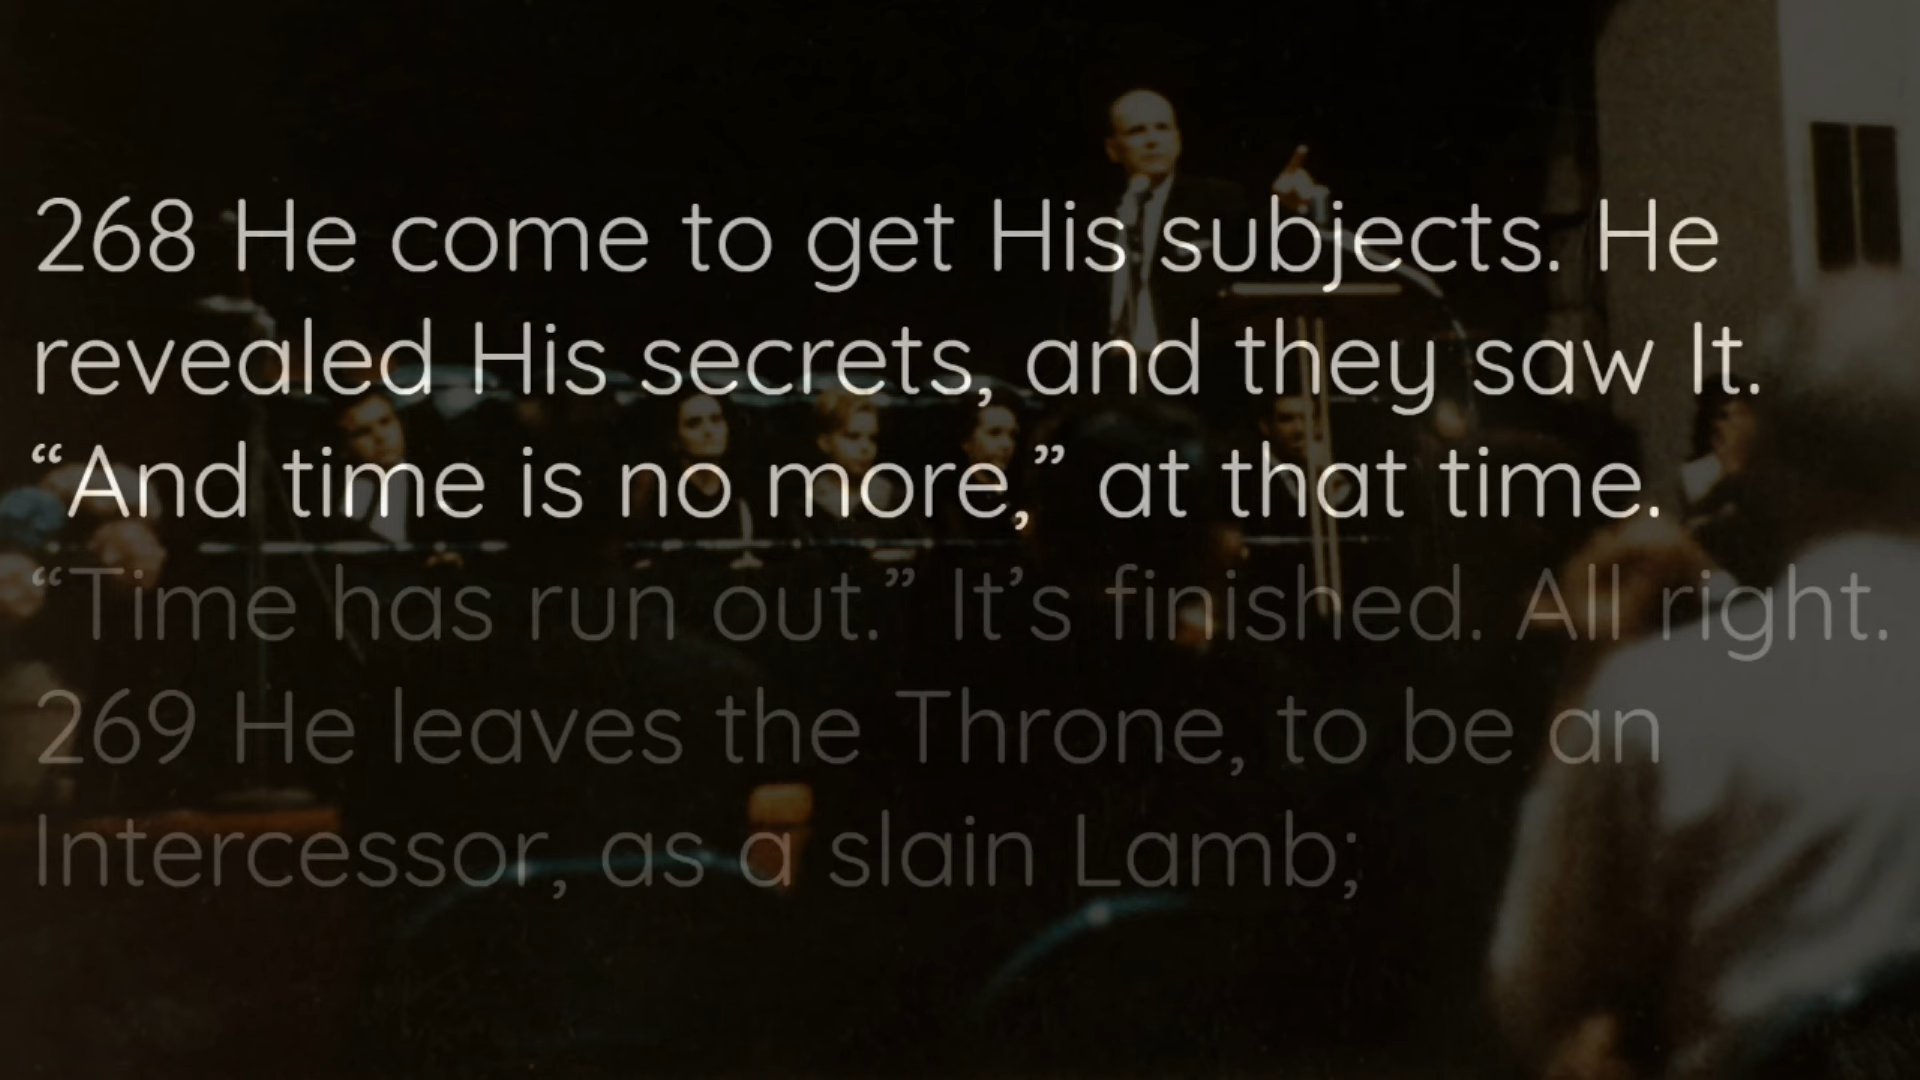 268 He come to get His subjects. He
revealed His secrets, and they saw It.
“And time is no more,” at that time.
“Time has run out.” It’s finished. All right.
269 He leaves the Throne, to be an
Intercessor, as a slain Lamb;